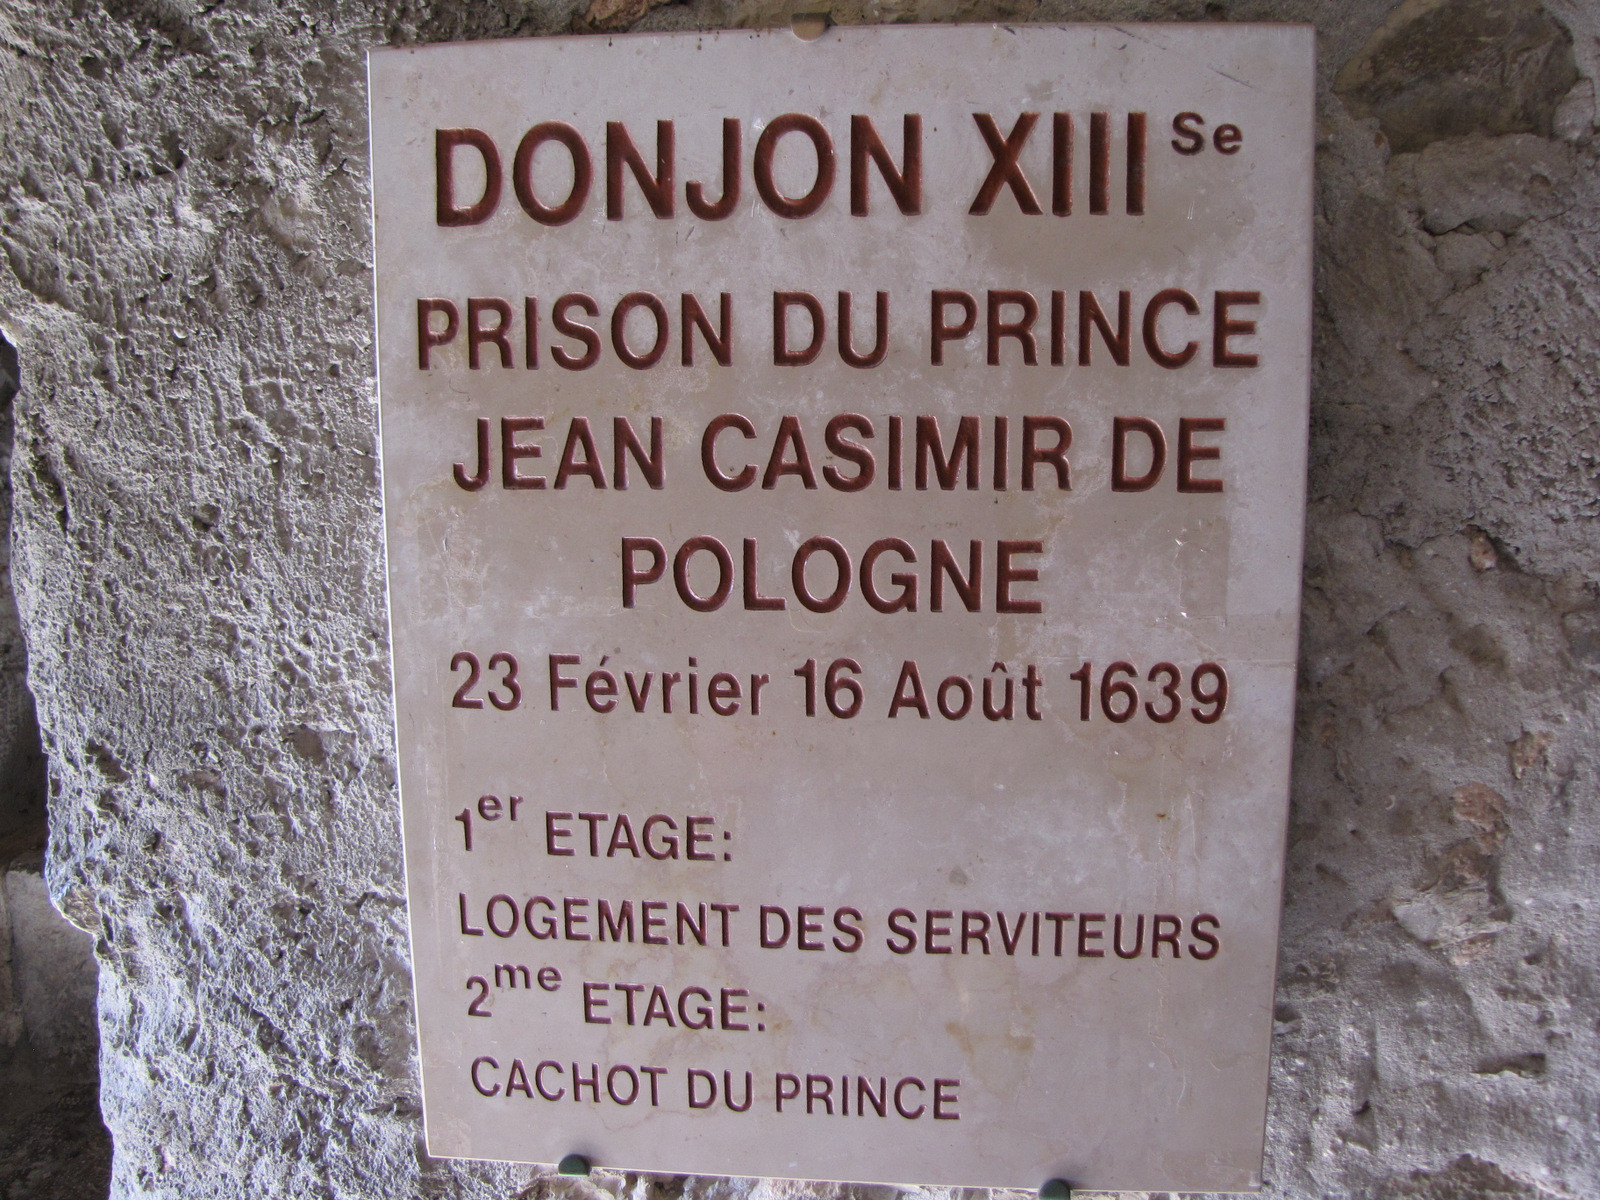 DONJON XIII Se
PRISON DU PRINCE
JEAN CASIMIR DE
POLOGNE
23 Février 16 Août 1639
1er ETAGE:
LOGEMENT DES SERVITEURS
2me ETAGE:
CACHOT DU PRINCE